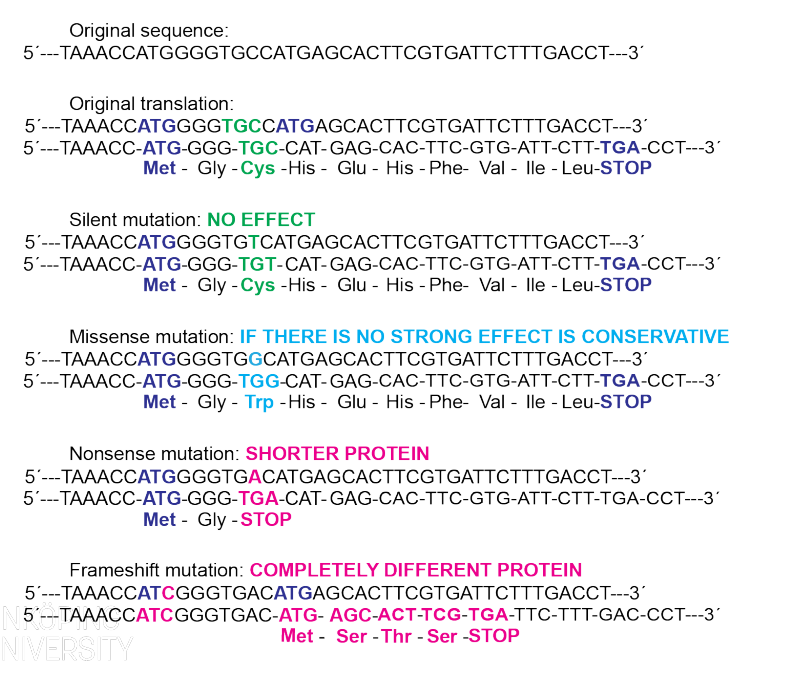 Original sequence:
5´---TAAACCATGGGGTGCCATGAGCACTTCGTGATTCTTTGACCT---3´
Original translation:
5´---TAAACCATGGGGTGCCATGAGCACTTCGTGATTCTTTGACCT---3´
5´---TAAACC-ATG-GGG-TGC-CAT-GAG-CAC-TTC-GTG-ATT-CTT-TGA-CCT---3´
Met - Gly - Cys -His - Glu - His - Phe- Val - Ile - Leu-STOP
Silent mutation: NO EFFECT
5´---TAAACCATGGGGTGTCATGAGCACTTCGTGATTCTTTGACCT---3´
5´---TAAACC-ATG-GGG-TGT-CAT-GAG-CAC-TTC-GTG-ATT-CTT-TGA-CCT---3´
Met - Gly - Cys -His - Glu - His - Phe- Val - Ile - Leu-STOP
Missense mutation: IF THERE IS NO STRONG EFFECT IS CONSERVATIVE
5´---TAAACCATGGGGTGGCATGAGCACTTCGTGATTCTTTGACCT---3´
5´---TAAACC-ATG-GGG-TGG-CAT-GAG-CAC-TTC-GTG-ATT-CTT-TGA-CCT---3´
Met - Gly - Trp -His - Glu - His - Phe- Val - Ile - Leu-STOP
Nonsense mutation: SHORTER PROTEIN
5´---TAAACCATGGGGTGACATGAGCACTTCGTGATTCTTTGACCT---3´
5´---TAAACC-ATG-GGG-TGA-CAT-GAG-CAC-TTC-GTG-ATT-CTT-TGA-CCT---3´
Met - Gly -STOP
Frameshift mutation: COMPLETELY DIFFERENT PROTEIN
5´---TAAACCATCGGGTGACATGAGCACTTCGTGATTCTTTGACCT---3´
5´---TAAACCATCGGGTGAC-ATG- AGC-ACT-TCG-TGA-TTC-TTT-GAC-CCT---3´
Met - Ser -Thr - Ser -STOP
NKÖPING
NIVERSITY